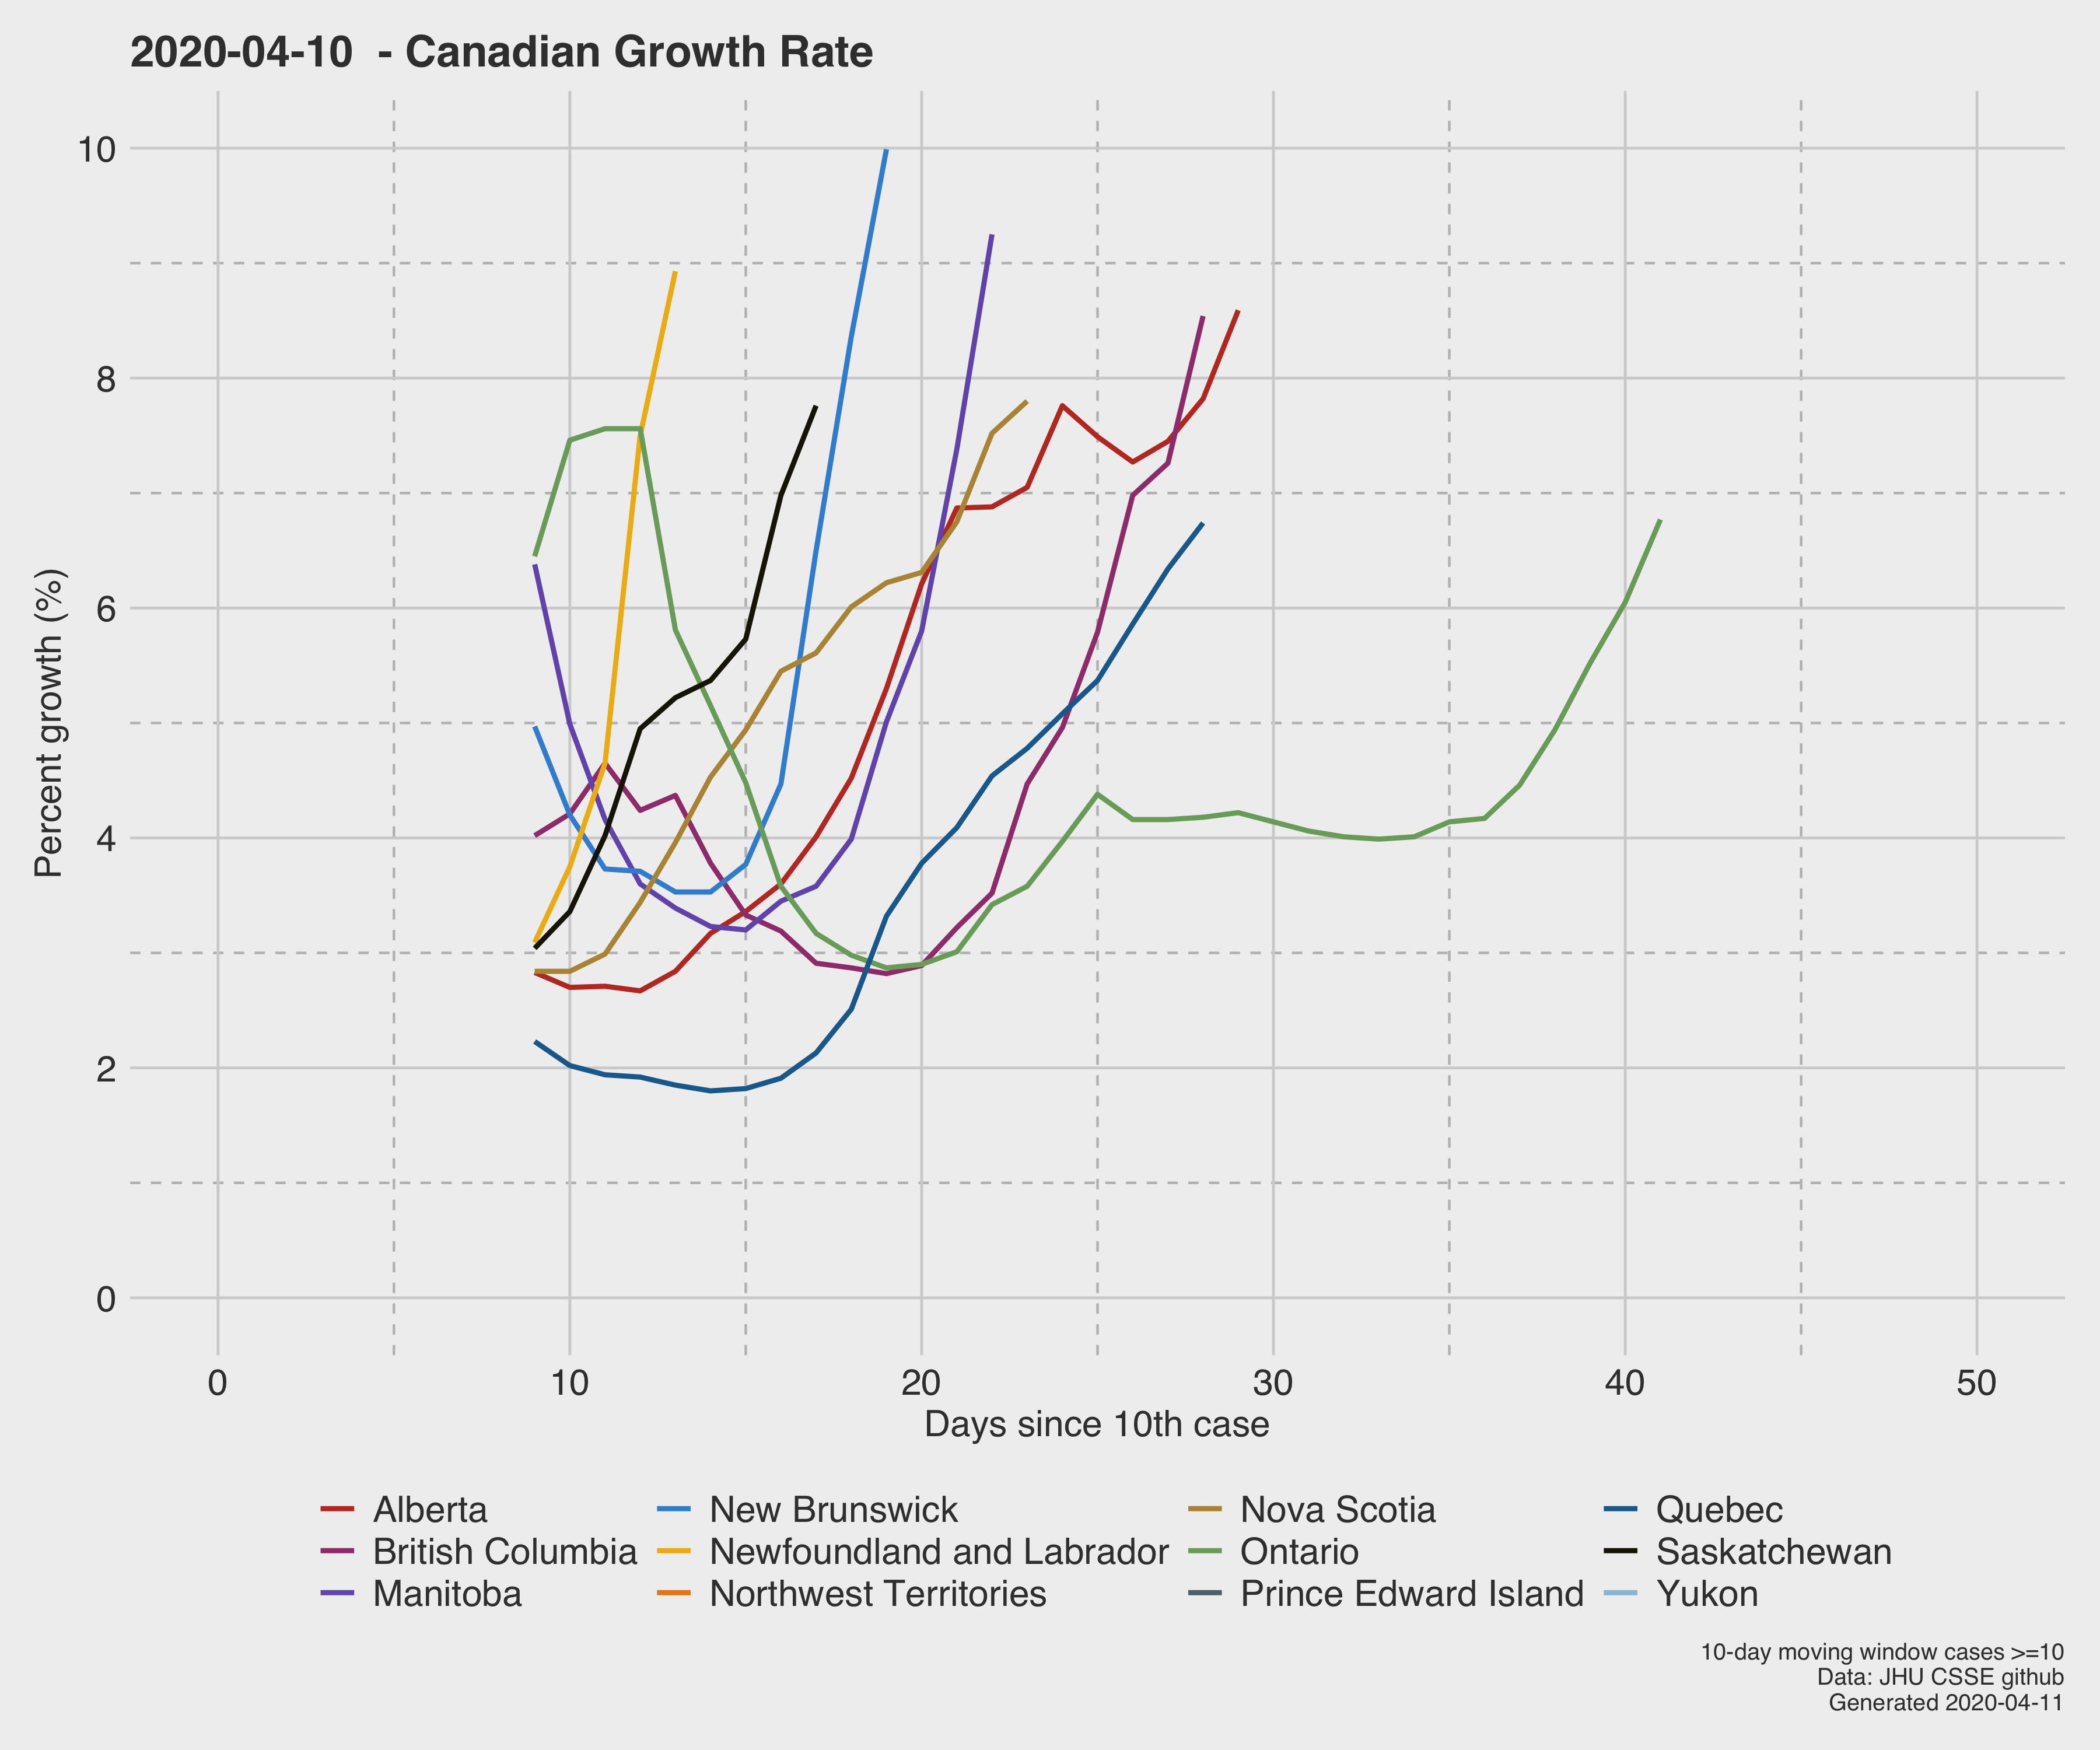 2020-04-10 - Canadian Growth Rate
Percent growth (%)
10
8
6
4
2
0
0 10 20 30 40 50
Days since 10th case
Alberta New Brunswick Nova Scotia Quebec
British Columbia Newfoundland and Labrador Ontario Saskatchewan
Manitoba Northwest Territories Prince Edward Island Yukon
10-day moving window cases >=10
Data: JHU CSSE github
Generated 2020-04-11